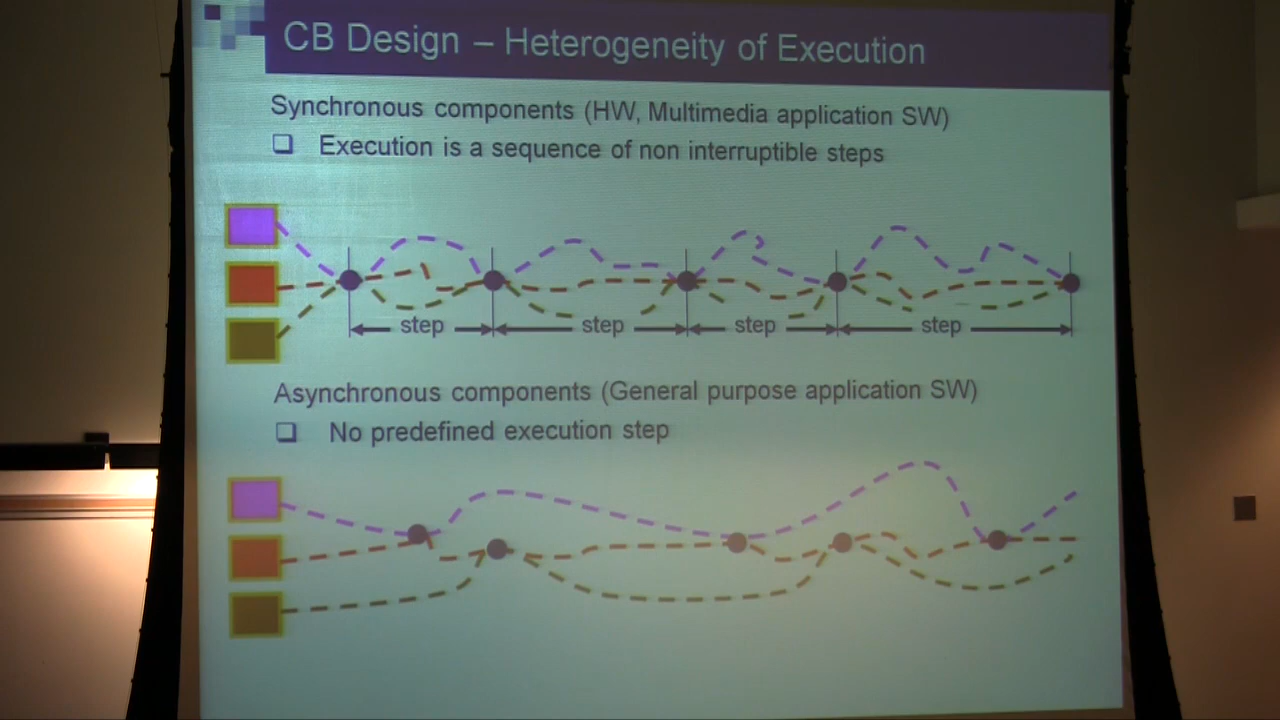 CB Design – Heterogeneity of Execution
Synchronous components (HW, Multimedia application SW)
❑ Execution is a sequence of non interruptible steps
step step step step
Asynchronous components (General purpose application SW)
❑ No predefined execution step